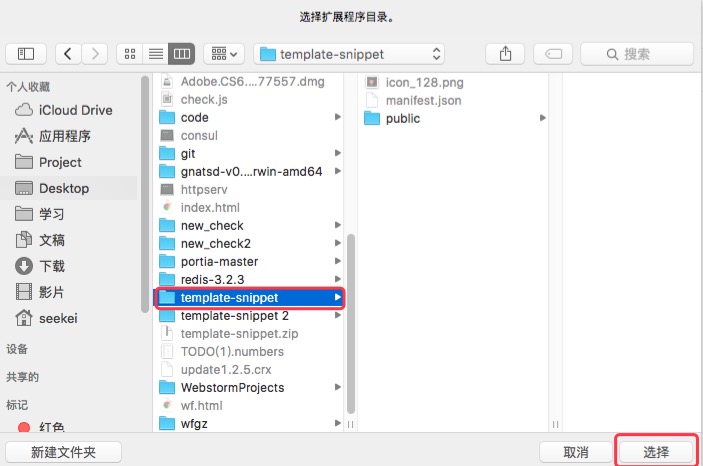 选择扩展程序目录。
template-snippet
搜索
个人收藏
iCloud Drive
应用程序
Project
Desktop
学习
文稿
下载
影片
seekei
设备
共享的
标记
红色
Adobe.CS6....77557.dmg
check.js
code
consul
git
gnatsd-v0....rwin-amd64
httpserv
index.html
new_check
new_check2
portia-master
redis-3.2.3
template-snippet
template-snippet 2
template-snippet.zip
TODO(1).numbers
update1.2.5.crx
WebstormProjects
wf.html
wfgz
icon_128.png
manifest.json
public
新建文件夹
取消
选择